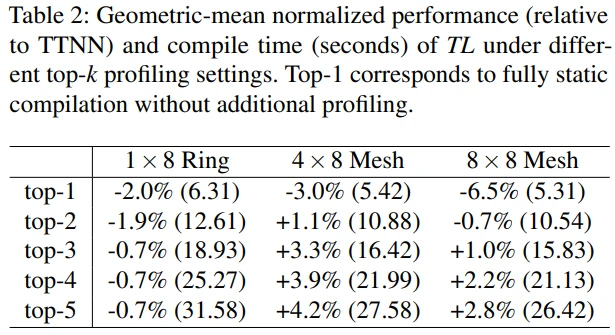 Table 2: Geometric-mean normalized performance (relative
to TTNN) and compile time (seconds) of TL under differ-
ent top-k profiling settings. Top-1 corresponds to fully static
compilation without additional profiling.
1 × 8 Ring 4 × 8 Mesh 8 × 8 Mesh
top-1 -2.0% (6.31) -3.0% (5.42) -6.5% (5.31)
top-2 -1.9% (12.61) +1.1% (10.88) -0.7% (10.54)
top-3 -0.7% (18.93) +3.3% (16.42) +1.0% (15.83)
top-4 -0.7% (25.27) +3.9% (21.99) +2.2% (21.13)
top-5 -0.7% (31.58) +4.2% (27.58) +2.8% (26.42)